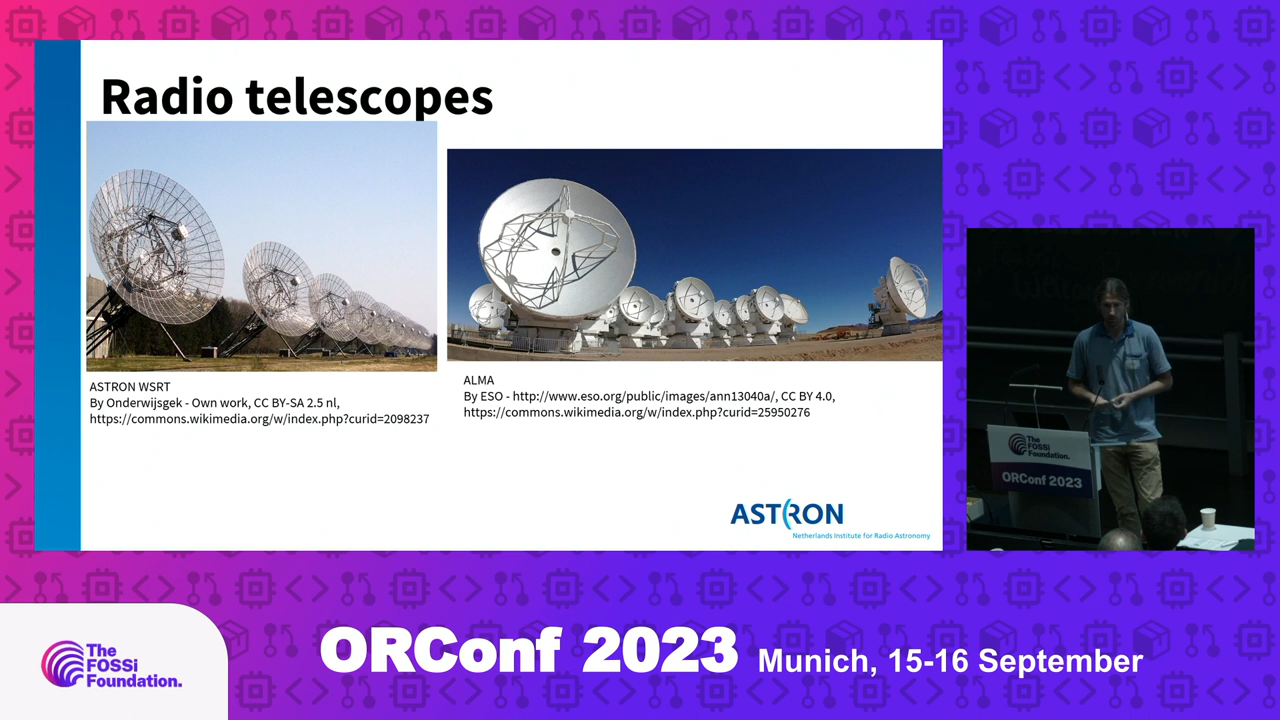 Radio telescopes
ASTRON WSRT
By Onderwijsgek - Own work, CC BY-SA 2.5 nl,
https://commons.wikimedia.org/w/index.php?curid=2098237
ALMA
By ESO - http://www.eso.org/public/images/ann13040a/, CC BY 4.0,
https://commons.wikimedia.org/w/index.php?curid=25950276
ASTRON
Netherlands Institute for Radio Astronomy
The
FOSSi
Foundation.
ORConf 2023
The
FOSSi
Foundation.
ORConf 2023 Munich, 15-16 September